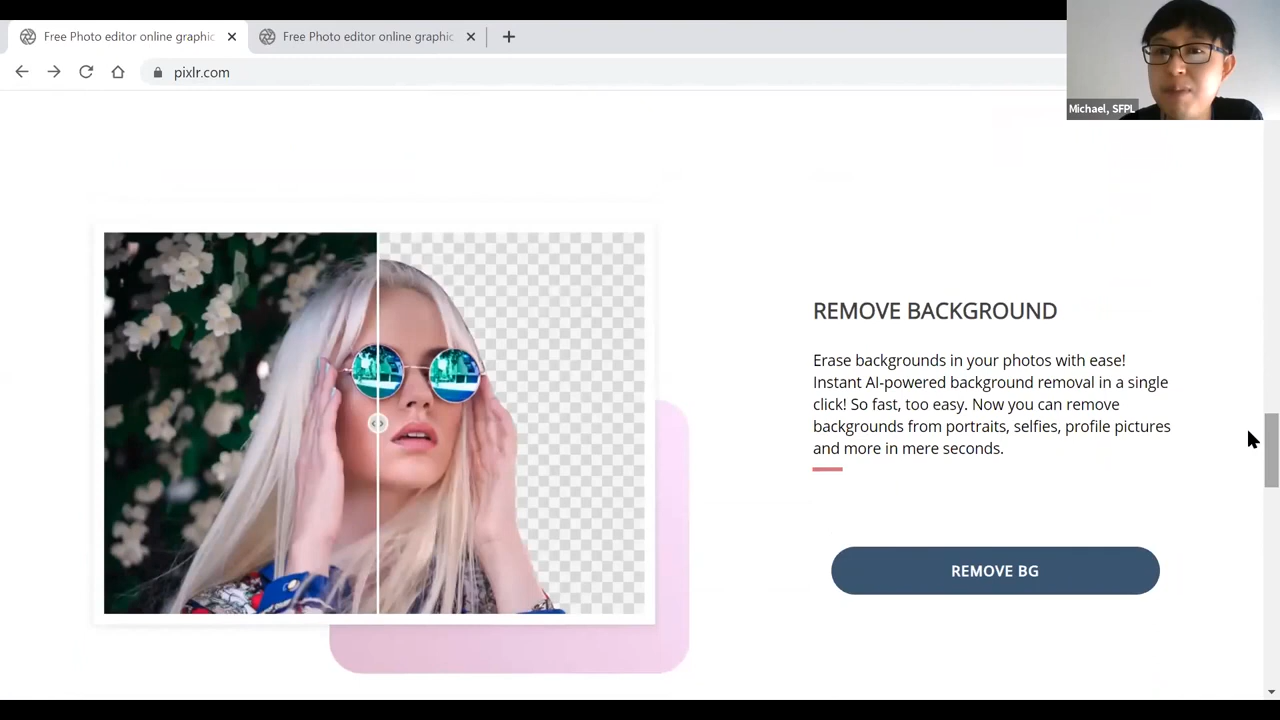 Free Photo editor online graphic
Free Photo editor online graphic
pixlr.com
Michael, SFPL
REMOVE BACKGROUND
Erase backgrounds in your photos with ease!
Instant AI-powered background removal in a single
click! So fast, too easy. Now you can remove
backgrounds from portraits, selfies, profile pictures
and more in mere seconds.
REMOVE BG